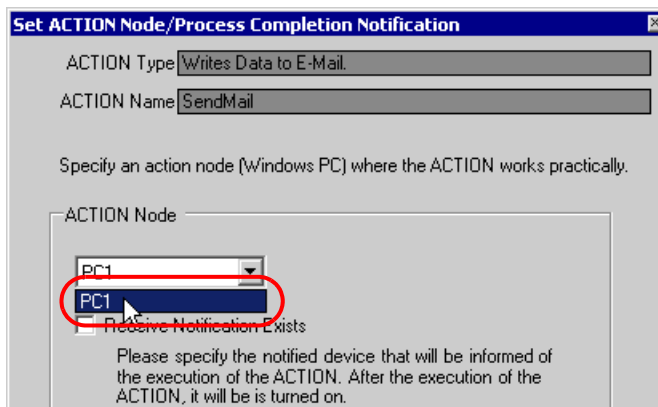 Set ACTION Node/Process Completion Notification
ACTION Type Writes Data to E-Mail.
ACTION Name SendMail
Specify an action node (Windows PC) where the ACTION works practically.
ACTION Node
PC1
PC1
Receive Notification Exists
Please specify the notified device that will be informed of
the execution of the ACTION. After the execution of the
ACTION, it will be is turned on.